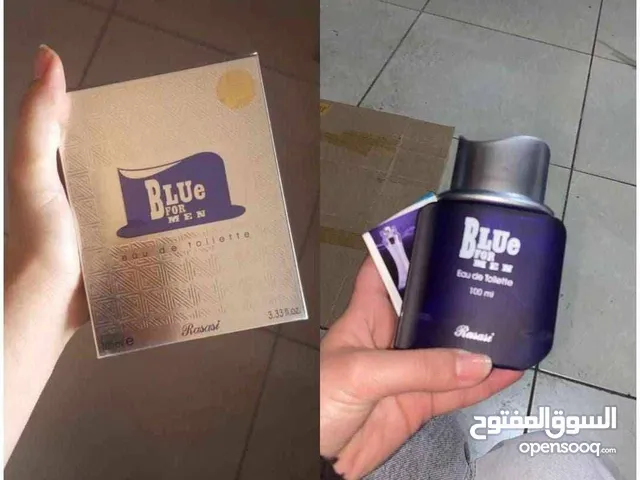 BLUe
FOR
MEN
eau de toilette
Rasasi
3.33 fl.oz.
BLUe
FOR
MEN
Eau de Toilette
100 ml
Rasasi
السوق المفتوح
opensooq.com